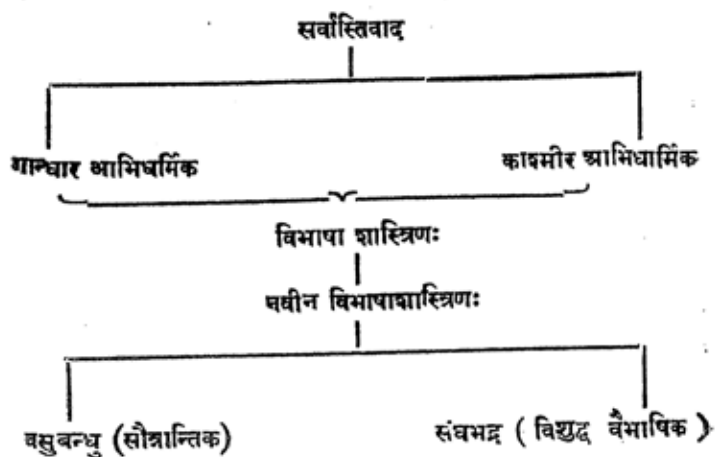 सर्वास्तिवाद
गान्धार आभिधर्मिक काश्मीर आभिधार्मिक
विभाषा शास्त्रिणः
नवीन विभाषाशास्त्रिणः
वसुबन्धु (सौत्रान्तिक) संघभद्र ( विशुद्ध वैभाषिक )